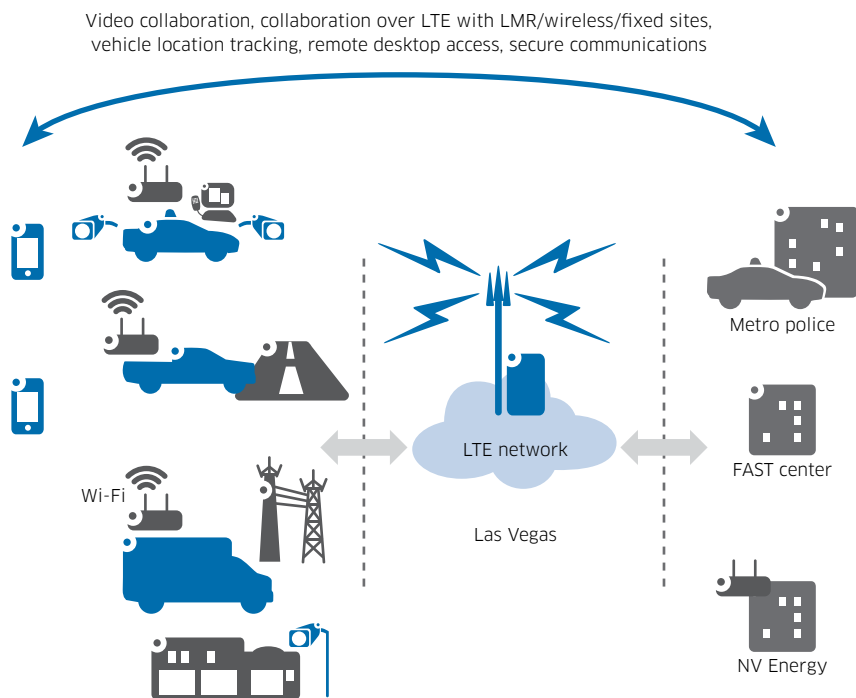 Video collaboration, collaboration over LTE with LMR/wireless/fixed sites,
vehicle location tracking, remote desktop access, secure communications
Metro police
LTE network
FAST center
Wi-Fi
Las Vegas
NV Energy